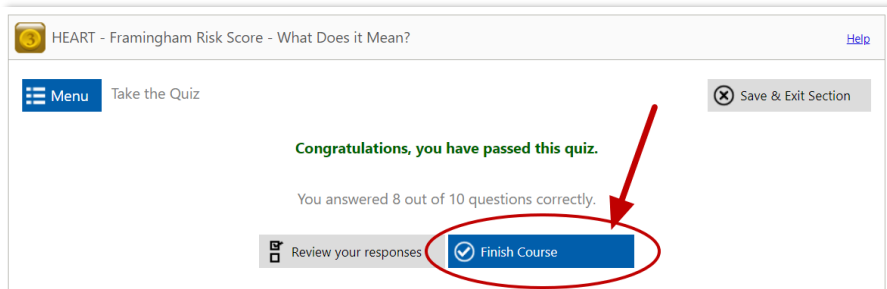 3 HEART - Framingham Risk Score - What Does it Mean? Help
Menu Take the Quiz Save & Exit Section
Congratulations, you have passed this quiz.
You answered 8 out of 10 questions correctly.
Review your responses Finish Course